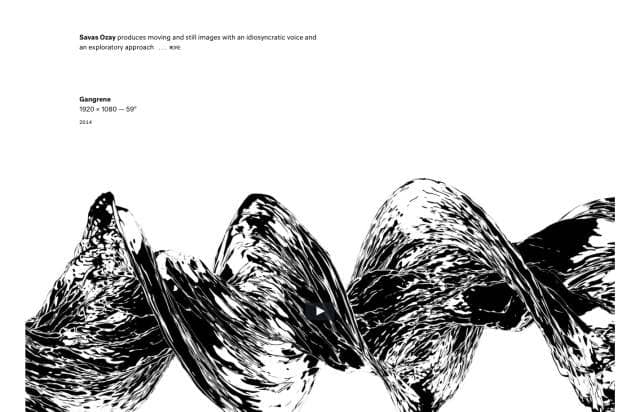 Savas Ozay produces moving and still images with an idiosyncratic voice and
an exploratory approach .... MORE
Gangrene
1920 × 1080 — 59"
2014